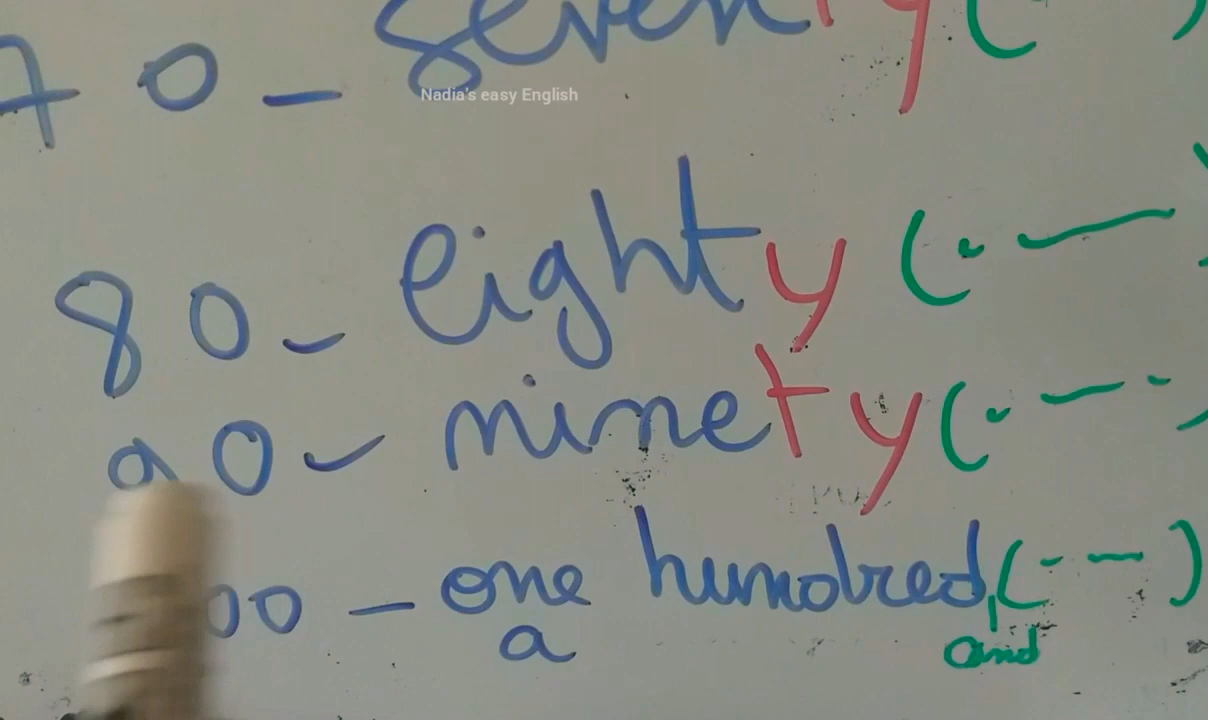 70 - seventy (
Nadia's easy English
80 - eighty (. —
90 - ninety (. — -)
00 - one hundred, (- —)
a and